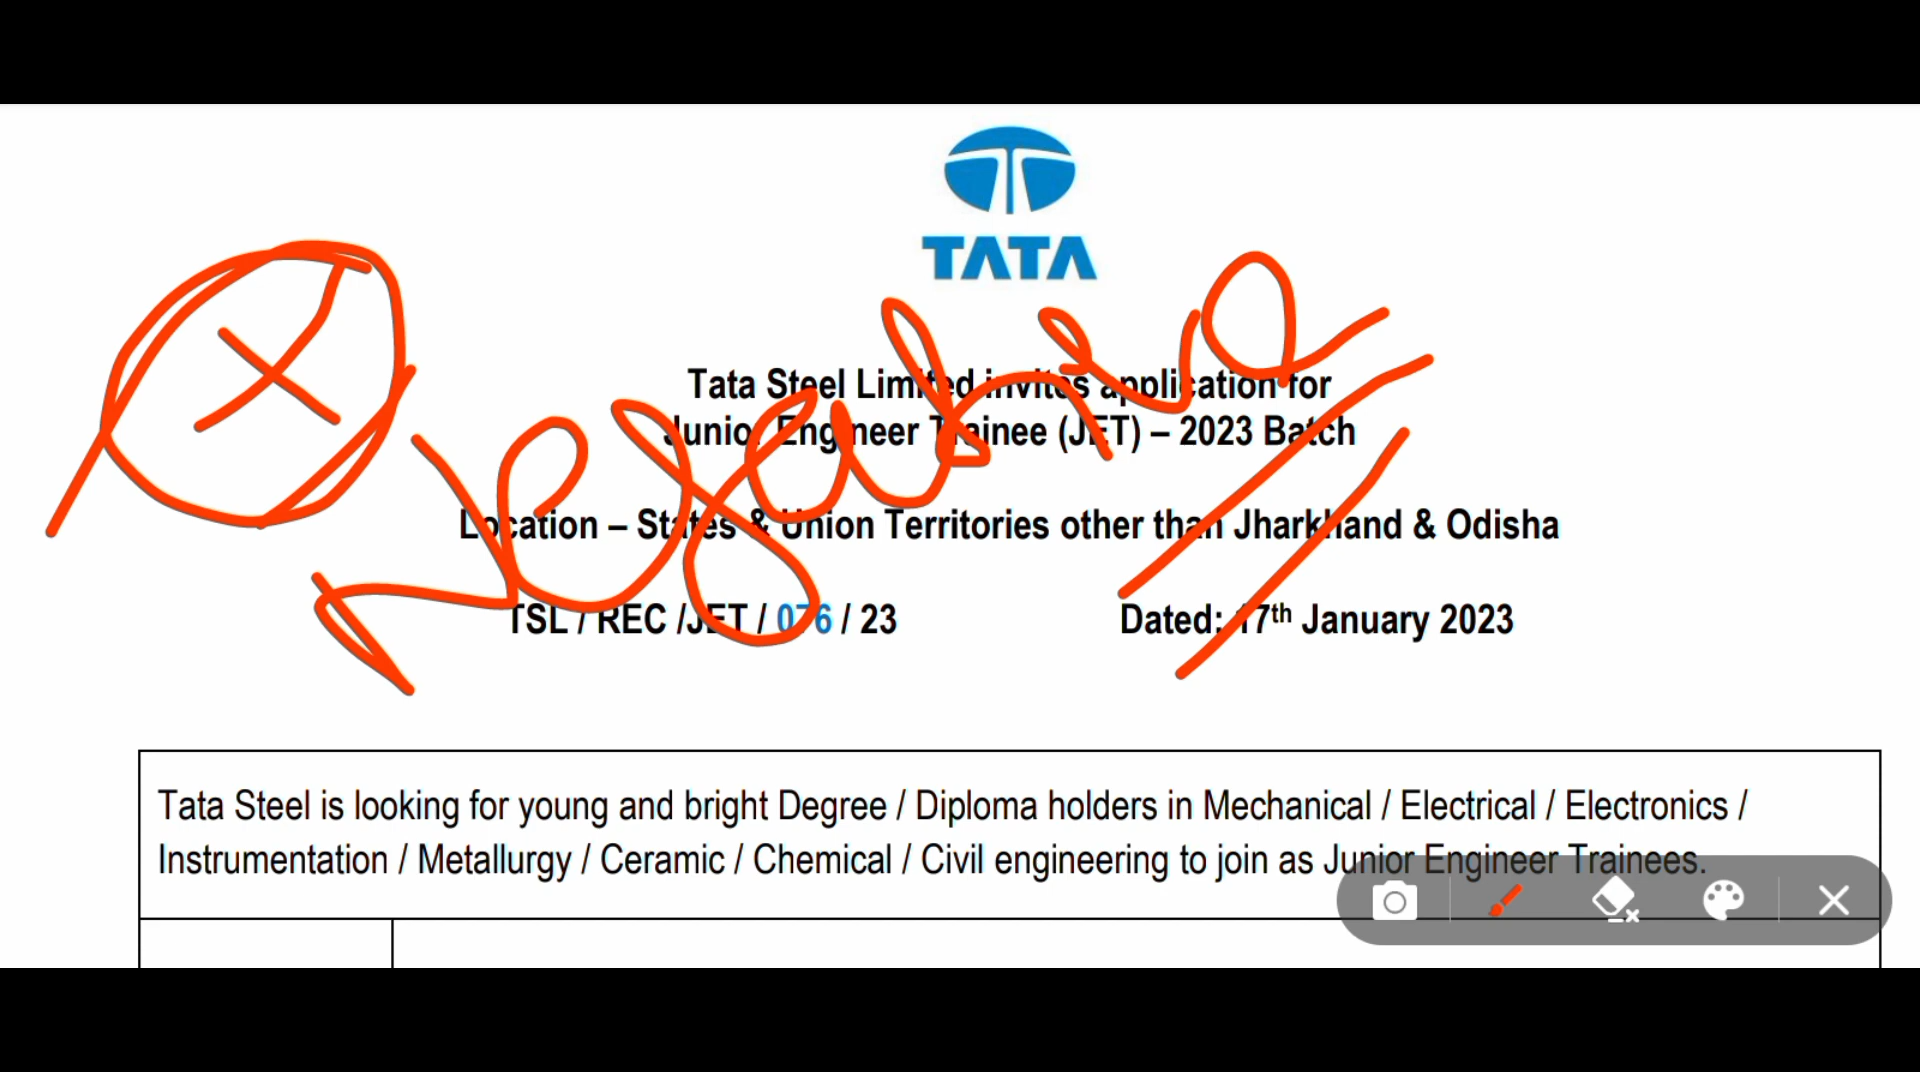 TATA
Tata Steel Limited invites application for
Junior Engineer Trainee (JET) – 2023 Batch
Location – States & Union Territories other than Jharkhand & Odisha
TSL / REC /JET / 076 / 23 Dated: 17th January 2023
Negative
Tata Steel is looking for young and bright Degree / Diploma holders in Mechanical / Electrical / Electronics /
Instrumentation / Metallurgy / Ceramic / Chemical / Civil engineering to join as Junior Engineer Trainees.